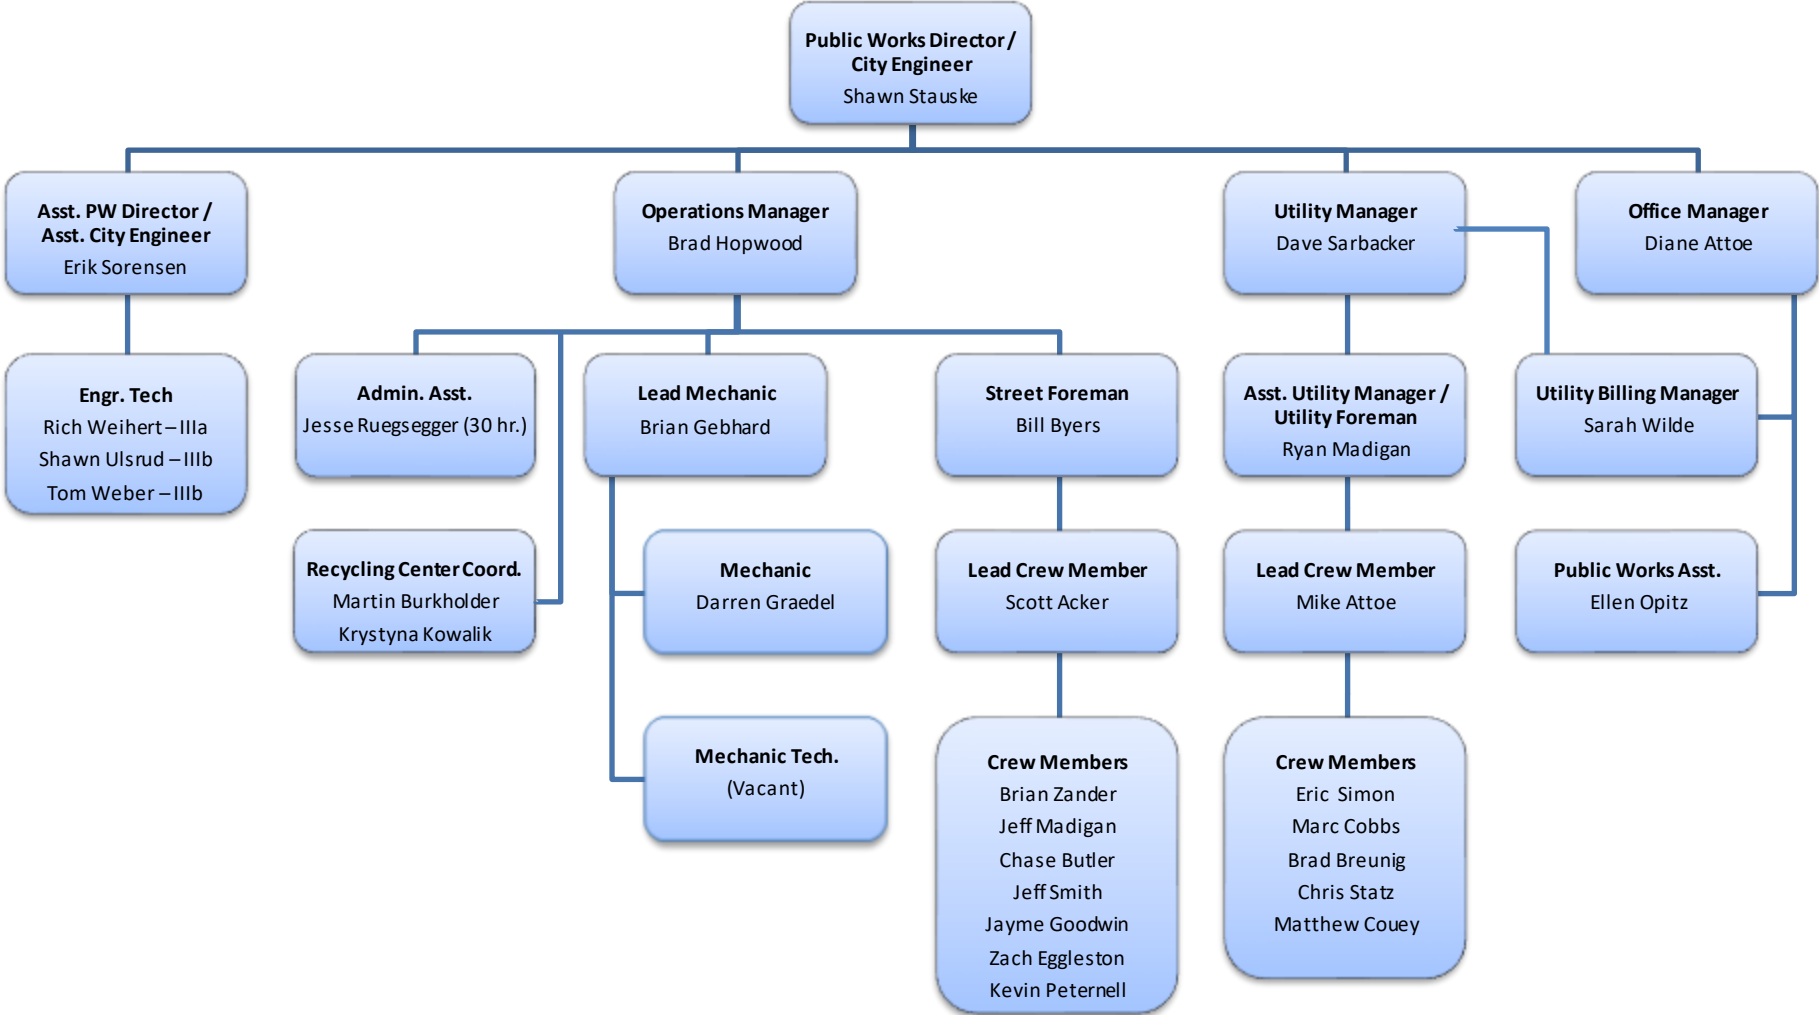 Public Works Director /
City Engineer
Shawn Stauske
Asst. PW Director /
Asst. City Engineer
Erik Sorensen
Operations Manager
Brad Hopwood
Utility Manager
Dave Sarbacker
Office Manager
Diane Attoe
Engr. Tech
Rich Weihert – IIIa
Shawn Ulsrud – IIIb
Tom Weber – IIIb
Admin. Asst.
Jesse Ruegsegger (30 hr.)
Lead Mechanic
Brian Gebhard
Street Foreman
Bill Byers
Asst. Utility Manager /
Utility Foreman
Ryan Madigan
Utility Billing Manager
Sarah Wilde
Recycling Center Coord.
Martin Burkholder
Krystyna Kowalik
Mechanic
Darren Graedel
Lead Crew Member
Scott Acker
Lead Crew Member
Mike Attoe
Public Works Asst.
Ellen Opitz
Mechanic Tech.
(Vacant)
Crew Members
Brian Zander
Jeff Madigan
Chase Butler
Jeff Smith
Jayme Goodwin
Zach Eggleston
Kevin Peternell
Crew Members
Eric Simon
Marc Cobbs
Brad Breunig
Chris Statz
Matthew Couey